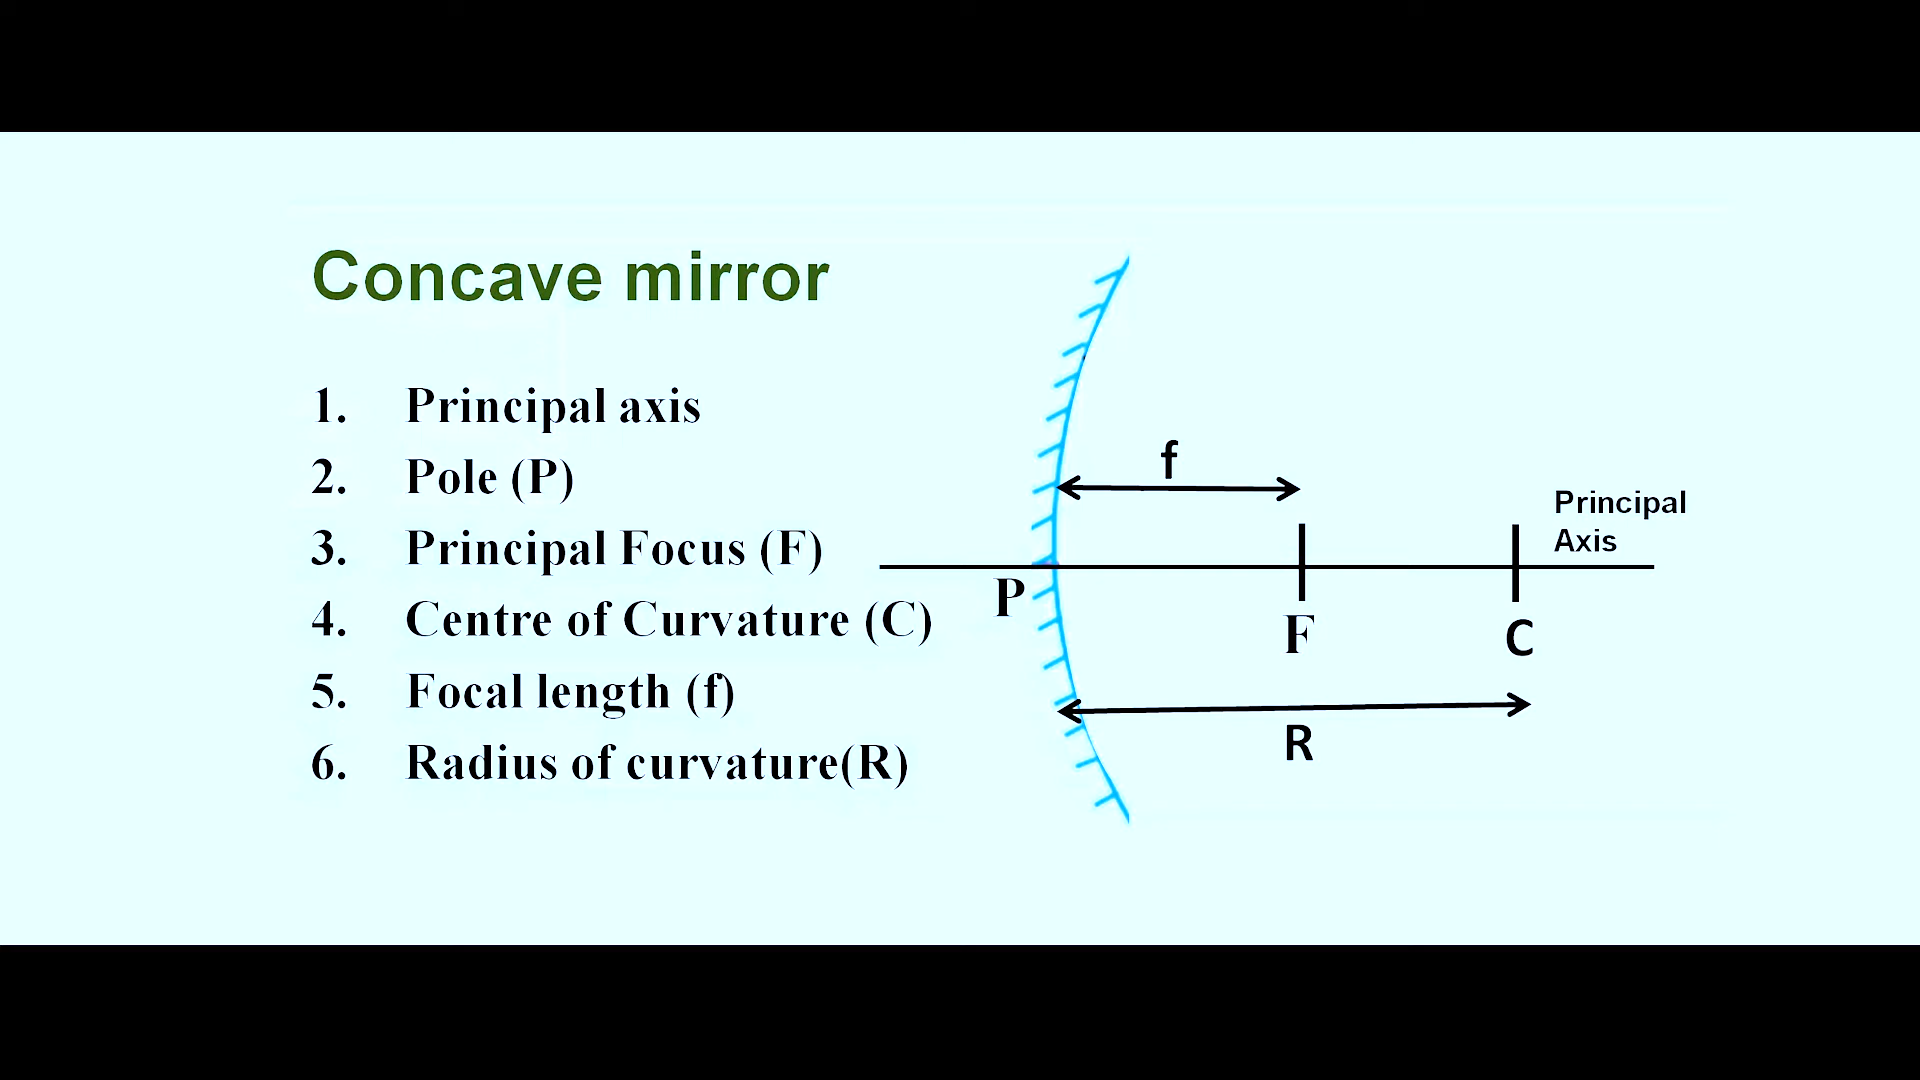 Concave mirror
1. Principal axis
2. Pole (P)
3. Principal Focus (F)
4. Centre of Curvature (C)
5. Focal length (f)
6. Radius of curvature(R)
f
Principal
Axis
P
F
C
R